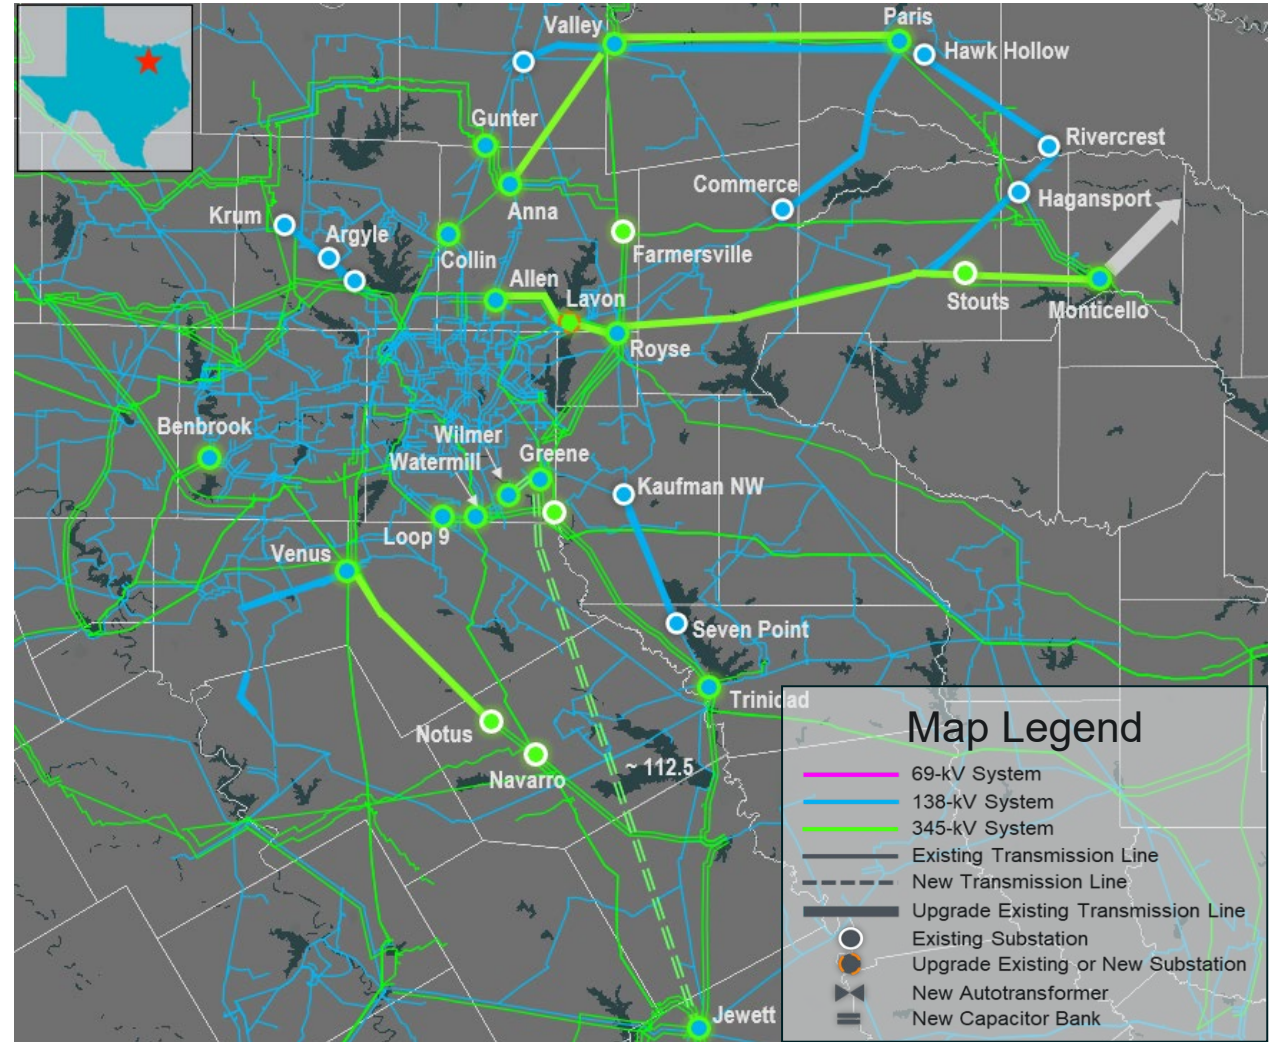 Valley
Paris
Hawk Hollow
Gunter
Rivercrest
Commerce
Hagansport
Krum
Anna
Argyle
Collin
Farmersville
Allen
Lavon
Stouts
Monticello
Royse
Benbrook
Wilmer
Watermill
Greene
Kaufman NW
Loop 9
Venus
Seven Point
Trinidad
Notus
Navarro
~ 112.5
Jewett
Map Legend
69-kV System
138-kV System
345-kV System
Existing Transmission Line
New Transmission Line
Upgrade Existing Transmission Line
Existing Substation
Upgrade Existing or New Substation
New Autotransformer
New Capacitor Bank